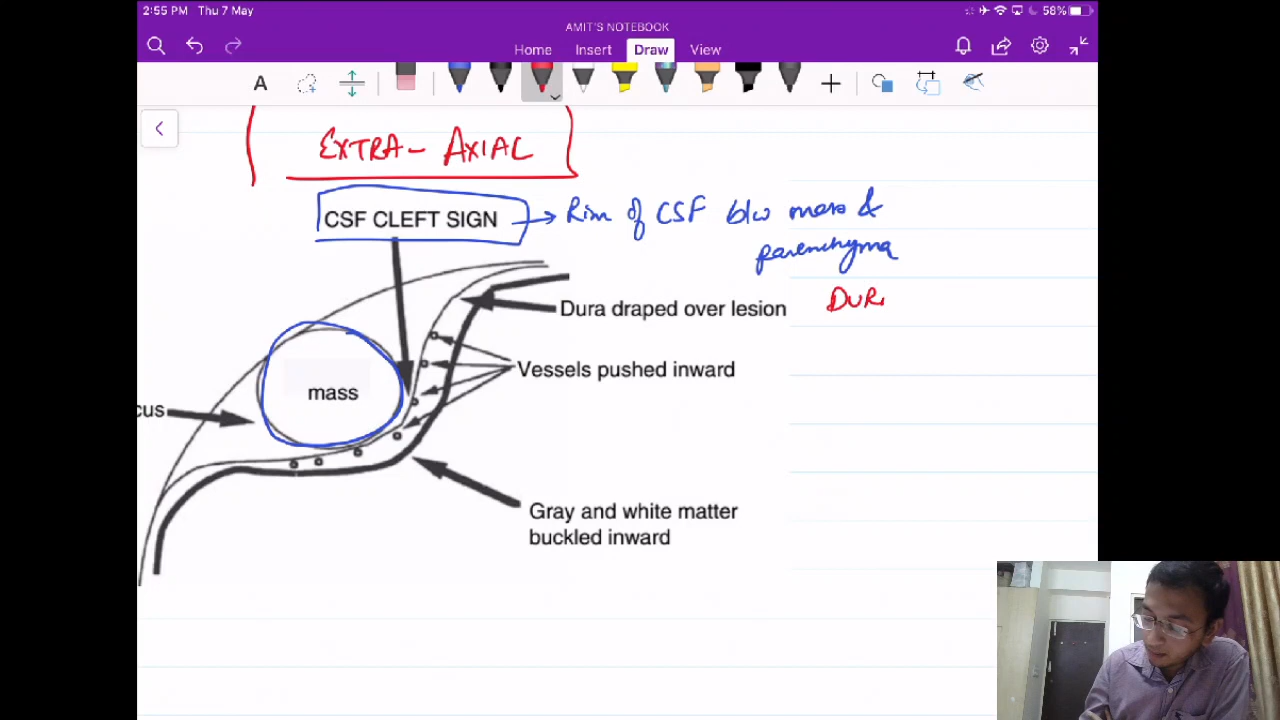 2:55 PM Thu 7 May
58%
AMIT'S NOTEBOOK
Home Insert Draw View
A
EXTRA- AXIAL
CSF CLEFT SIGN → Rim of CSF b/w mass &
parenchyma
DUR
Dura draped over lesion
Vessels pushed inward
mass
cus
Gray and white matter
buckled inward